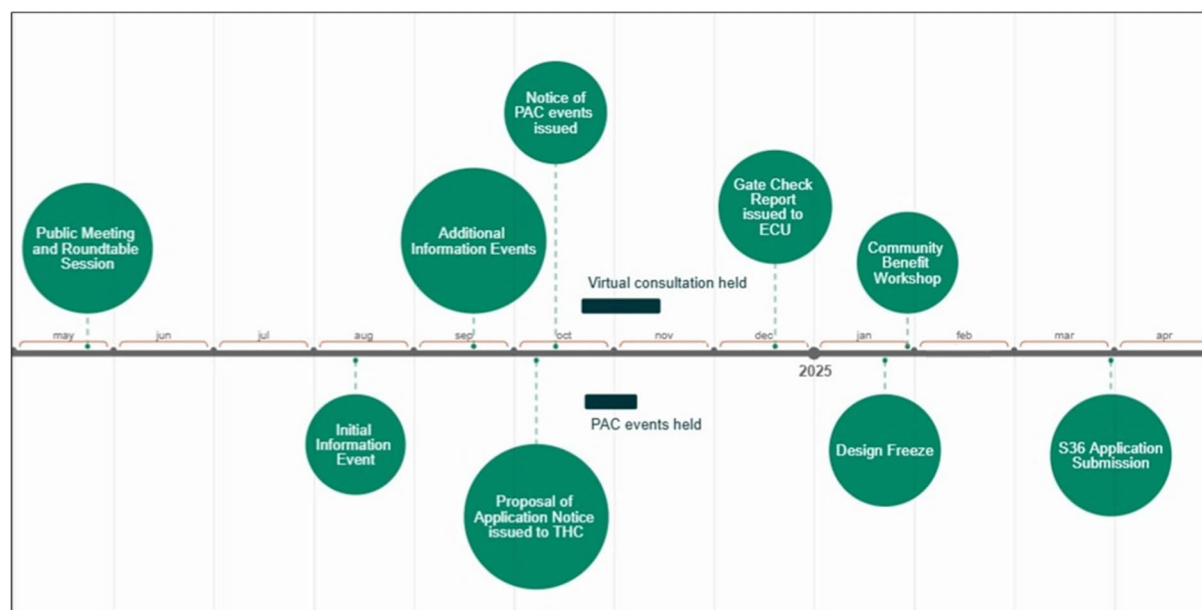 Notice of
PAC events
issued
Gate Check
Report
issued to
ECU
Public Meeting
and Roundtable
Session
Additional
Information Events
Community
Benefit
Workshop
Virtual consultation held
may
jun
jul
aug
sep
oct
nov
dec
jan
feb
mar
apr
2025
PAC events held
Initial
Information
Event
Proposal of
Application Notice
issued to THC
Design Freeze
S36 Application
Submission